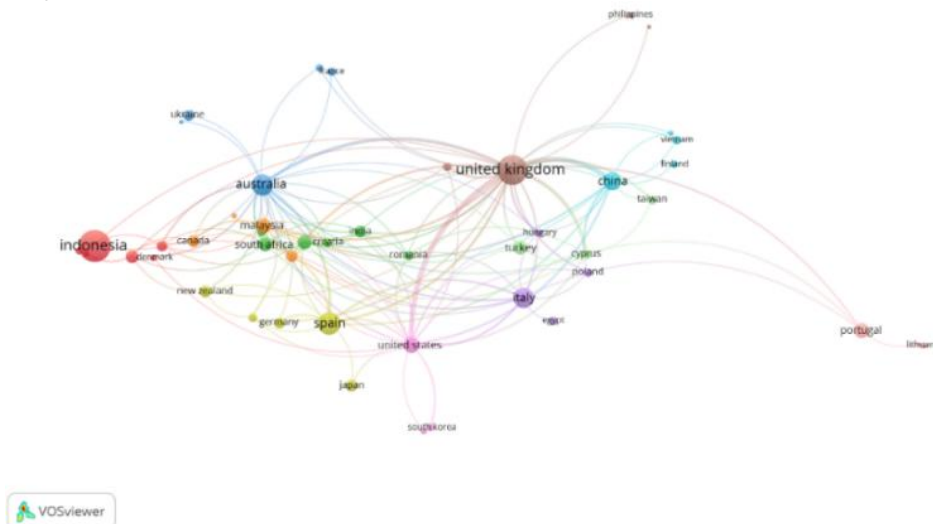 philippines
ukraine
vietnam
finland
united kingdom
australia
china
taiwan
malaysia
indonesia
canada
south africa
croatia
india
hungary
turkey
denmark
romania
cyprus
poland
new zealand
italy
germany
spain
egypt
portugal
united states
japan
south korea
VOSviewer